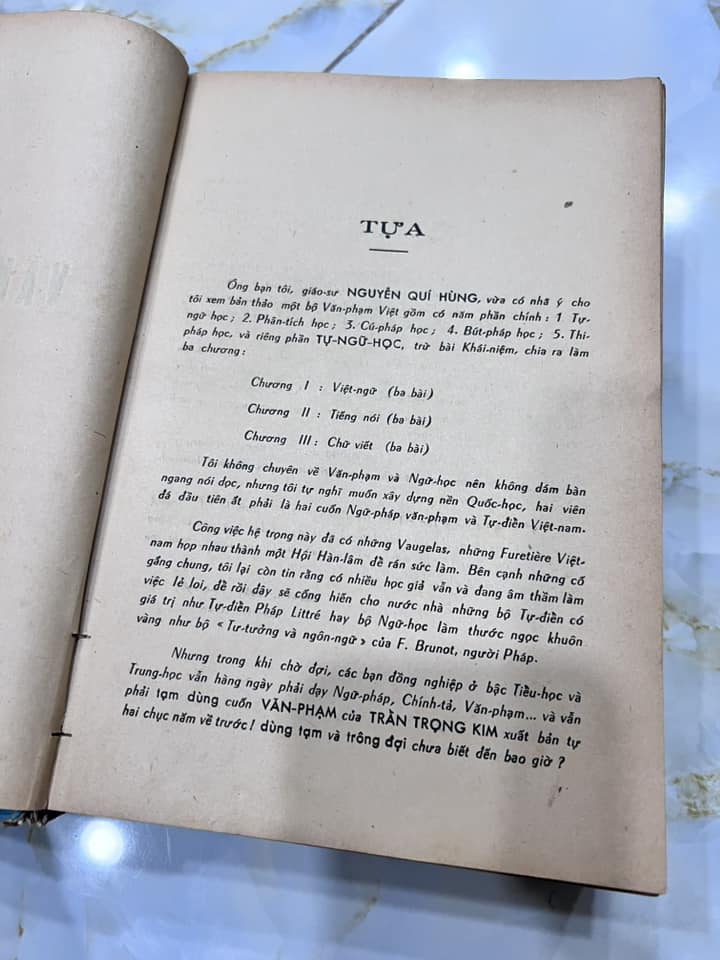 TỰA
Ông bạn tôi, giáo-sư NGUYỄN QUÍ HÙNG, vừa có nhã ý cho
tôi xem bản thảo một bộ Văn-phạm Việt gồm có năm phần chính : 1 Tự-
ngữ học ; 2. Phân-tích học ; 3. Cú-pháp học ; 4. Bút-pháp học ; 5. Thi-
pháp học, và riêng phần TỰ-NGỮ-HỌC, trừ bài Khái-niệm, chia ra làm
ba chương :
Chương I : Việt-ngữ (ba bài)
Chương II : Tiếng nói (ba bài)
Chương III : Chữ viết (ba bài)
Tôi không chuyên về Văn-phạm và Ngữ-học nên không dám bàn
ngang nói dọc, nhưng tôi tự nghĩ muốn xây dựng nền Quốc-học, hai viên
đá đầu tiên ắt phải là hai cuốn Ngữ-pháp văn-phạm và Tự-điển Việt-nam.
Công việc hệ trọng này đã có những Vaugelas, những Furetière Việt-
nam họp nhau thành một Hội Hàn-lâm để rán sức làm. Bên cạnh những cố
gắng chung, tôi lại còn tin rằng có nhiều học giả vẫn và đang âm thầm làm
việc lẻ loi, để rồi đây sẽ cống hiến cho nước nhà những bộ Tự-điển có
giá trị như Tự-điển Pháp Littré hay bộ Ngữ-học làm thước ngọc khuôn
vàng như bộ « Tư-tưởng và ngôn-ngữ » của F. Brunot, người Pháp.
Nhưng trong khi chờ đợi, các bạn đồng nghiệp ở bậc Tiểu-học và
Trung-học vẫn hàng ngày phải dạy Ngữ-pháp, Chính-tả, Văn-phạm... và vẫn
phải tạm dùng cuốn VĂN-PHẠM của TRẦN TRỌNG KIM xuất bản tự
hai chục năm về trước ! dùng tạm và trông đợi chưa biết đến bao giờ ?